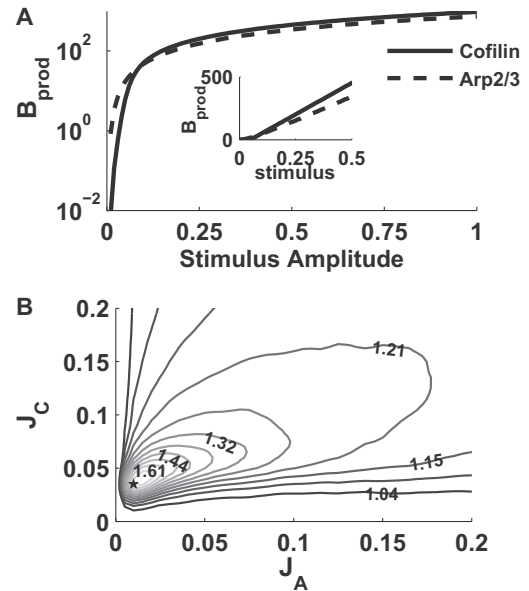 A
B_prod
10^2
10^0
10^-2
Cofilin
Arp2/3
B_prod
500
0
0 0.25 0.5
stimulus
0.25 0.5 0.75 1
Stimulus Amplitude
B
J_C
0.2
0.15
0.1
0.05
0
1.21
1.32
1.44
1.61
1.15
1.04
0 0.05 0.1 0.15 0.2
J_A